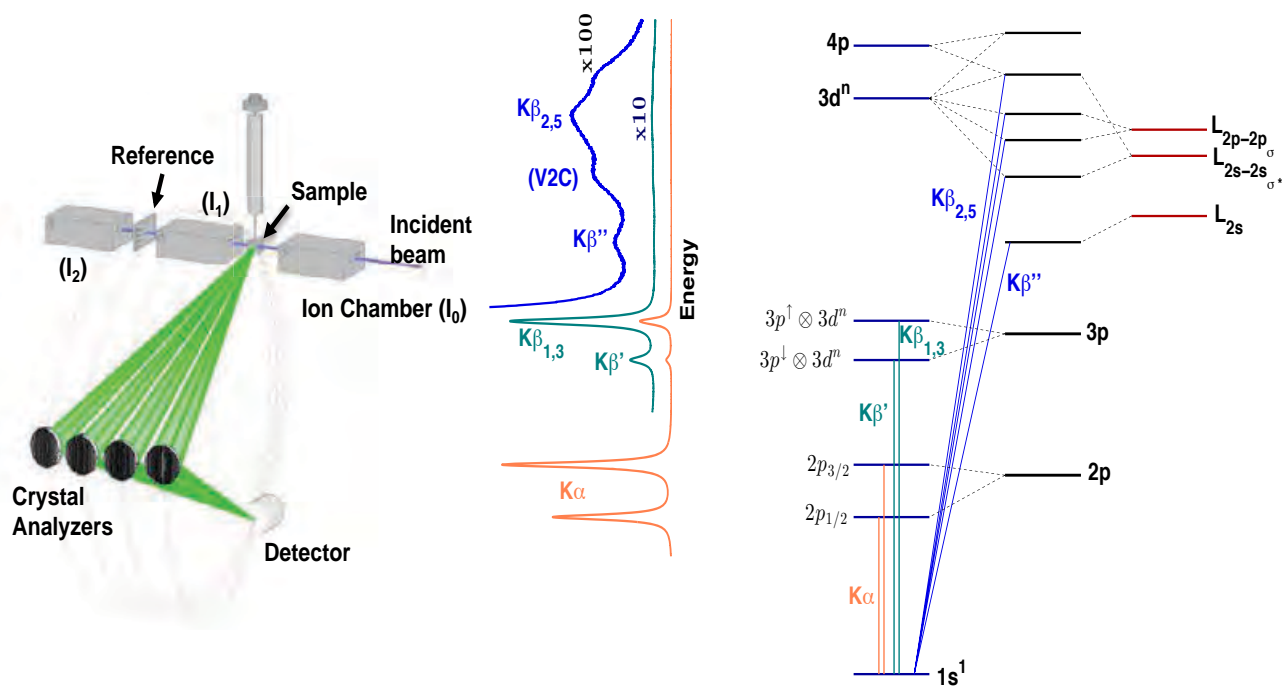 Reference
(I₁)
Sample
Incident
beam
(I₂)
Ion Chamber (I₀)
Crystal
Analyzers
Detector
x100
x10
Kβ₂,₅
(V2C)
Kβ''
Energy
Kβ₁,₃
Kβ'
Kα
4p
3dⁿ
L₂p−₂pσ
L₂s−₂sσ*
L₂s
Kβ₂,₅
Kβ''
3p↑ ⊗ 3dⁿ
Kβ₁,₃
3p
3p↓ ⊗ 3dⁿ
Kβ'
2p₃/₂
2p
2p₁/₂
Kα
1s¹